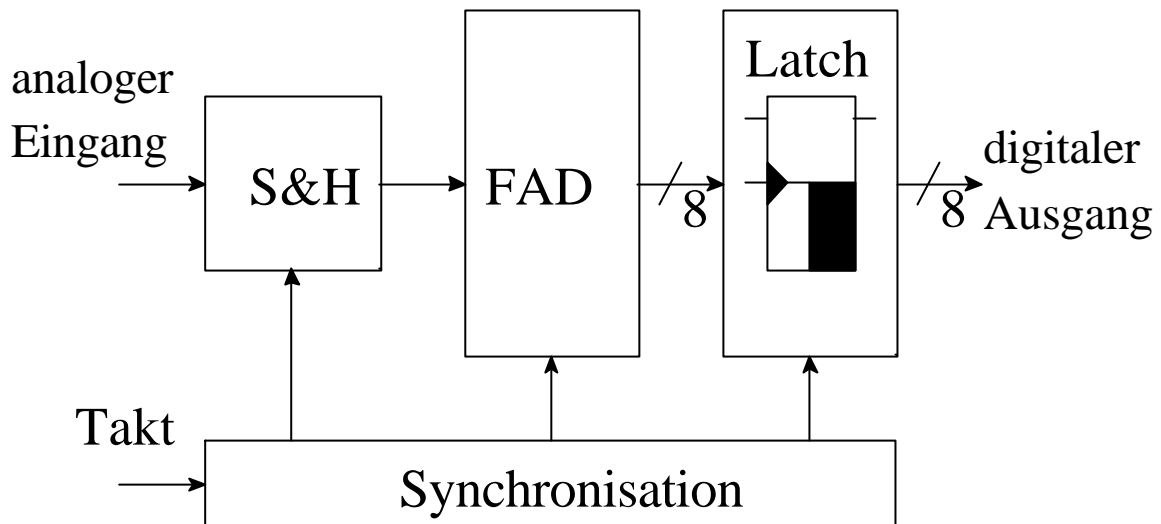 analoger
Eingang
S&H
FAD
8
Latch
8
digitaler
Ausgang
Takt
Synchronisation